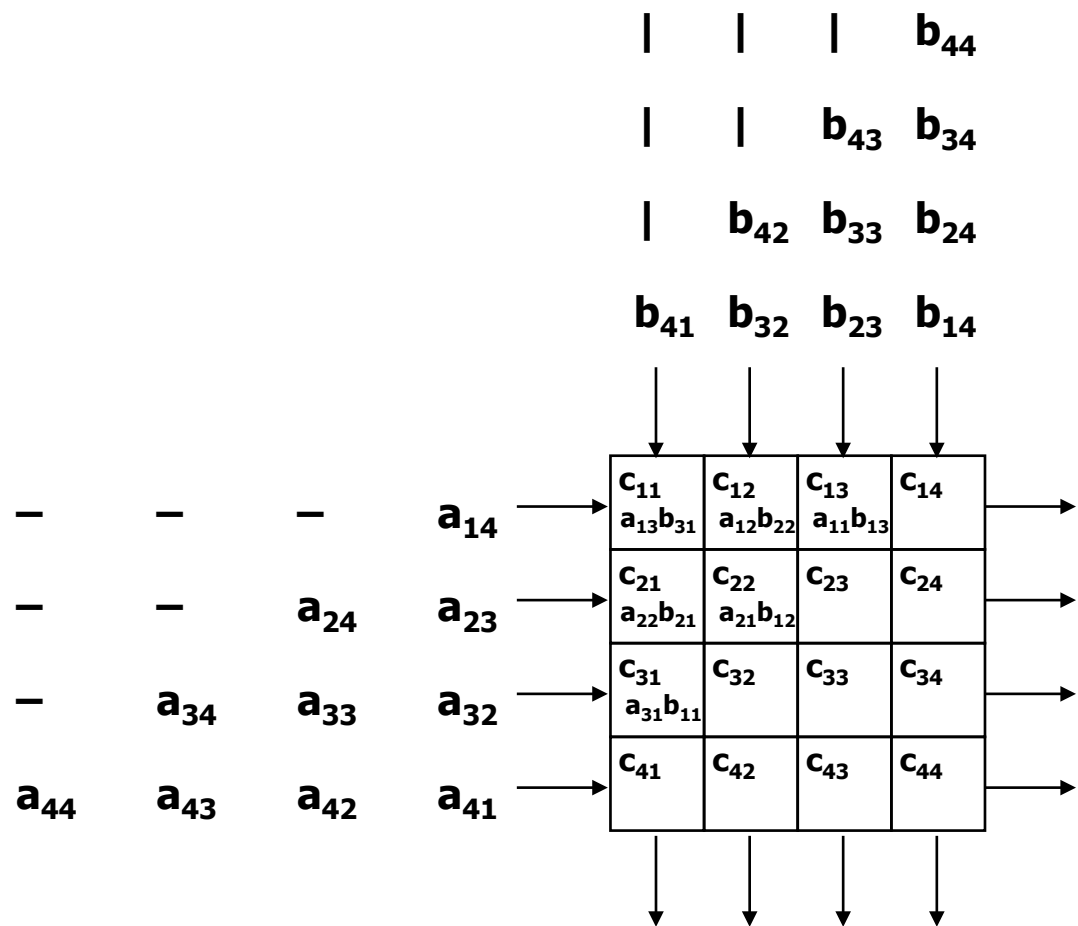 | | | b₄₄
| | b₄₃ b₃₄
| b₄₂ b₃₃ b₂₄
b₄₁ b₃₂ b₂₃ b₁₄
c₁₁ c₁₂ c₁₃ c₁₄
– – – a₁₄ a₁₃b₃₁ a₁₂b₂₂ a₁₁b₁₃
c₂₁ c₂₂ c₂₃ c₂₄
– – a₂₄ a₂₃ a₂₂b₂₁ a₂₁b₁₂
c₃₁ c₃₂ c₃₃ c₃₄
– a₃₄ a₃₃ a₃₂ a₃₁b₁₁
c₄₁ c₄₂ c₄₃ c₄₄
a₄₄ a₄₃ a₄₂ a₄₁